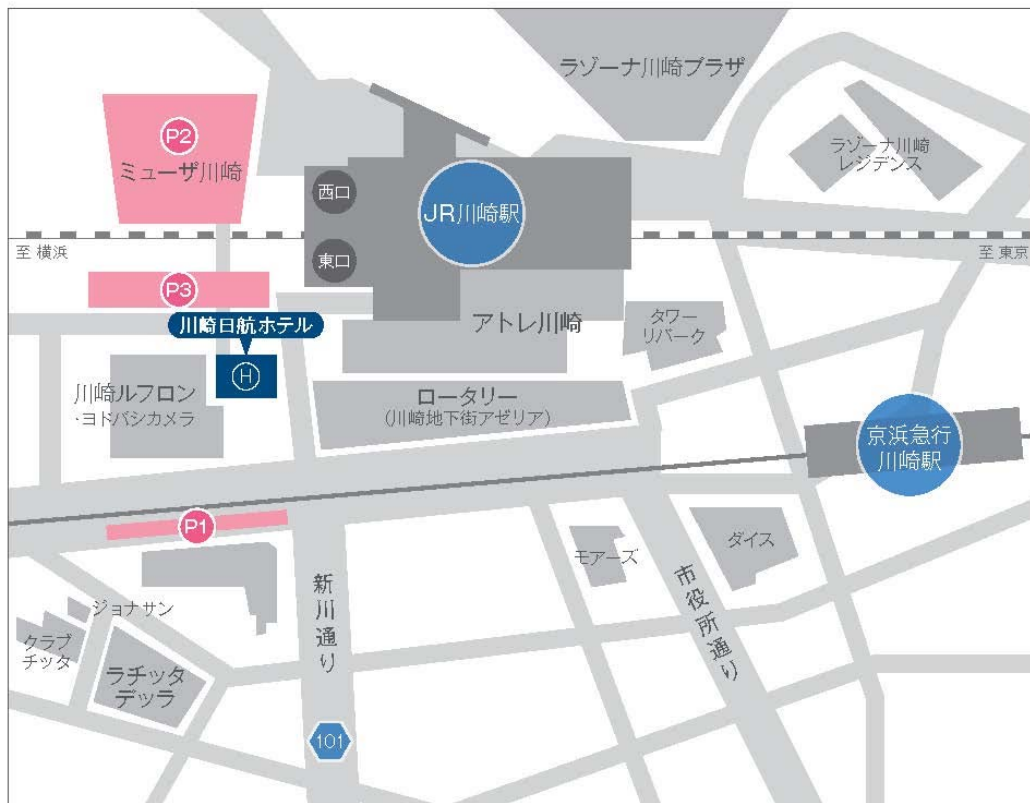 ラゾーナ川崎プラザ
P2
ミューザ川崎
ラゾーナ川崎
レジデンス
西口
JR川崎駅
東口
至 横浜
至 東京
P3
川崎日航ホテル
H
アトレ川崎
タワー
リパーク
川崎ルフロン
・ヨドバシカメラ
ロータリー
(川崎地下街アゼリア)
京浜急行
川崎駅
P1
モアーズ
ダイス
新川通り
市役所通り
ジョナサン
クラブ
チッタ
ラチッタ
デッラ
101